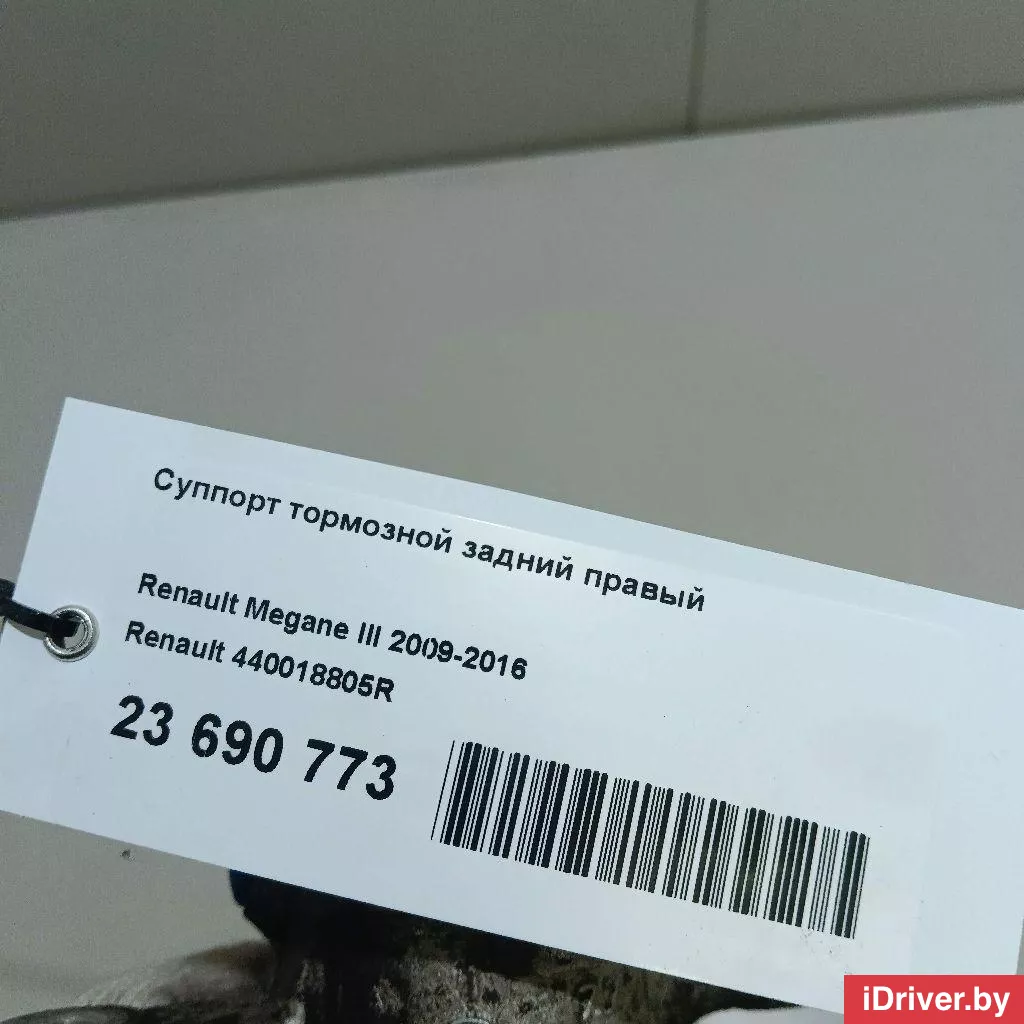 Суппорт тормозной задний правый
Renault Megane III 2009-2016
Renault 440018805R
23 690 773
iDriver.by